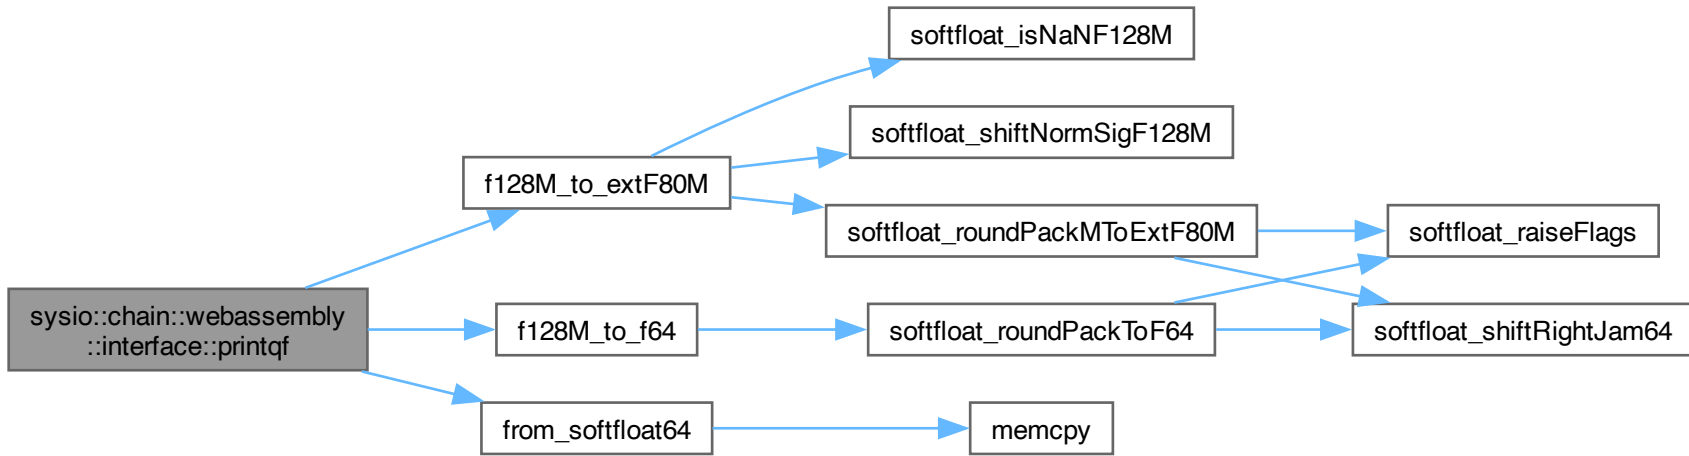 softfloat_isNaNF128M
softfloat_shiftNormSigF128M
f128M_to_extF80M
softfloat_roundPackMToExtF80M
softfloat_raiseFlags
sysio::chain::webassembly
::interface::printqf
f128M_to_f64
softfloat_roundPackToF64
softfloat_shiftRightJam64
from_softfloat64
memcpy